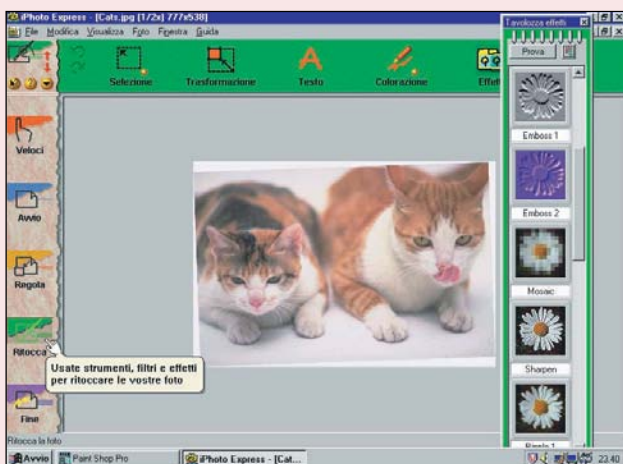 iPhoto Express - [Cats.jpg [1/2x] 777x538]
File Modifica Visualizza Foto Finestra Guida
Tavolozza effetti
Prova
Selezione Trasformazione Testo Colorazione
Veloci
Avvio
Regola
Ritocca
Fine
Usate strumenti, filtri e effetti
per ritoccare le vostre foto
Emboss 1
Emboss 2
Mosaic
Sharpen
Ritocca la foto
Avvio Paint Shop Pro iPhoto Express - [Cat... 23.40